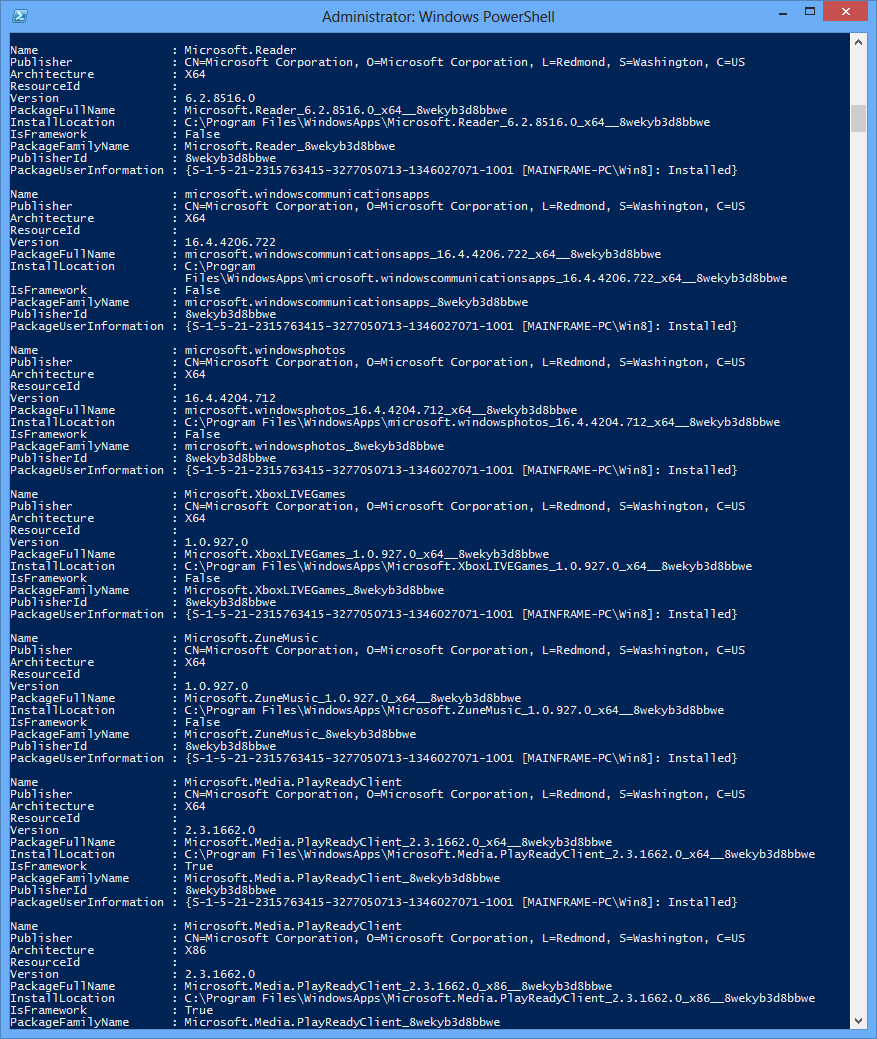 Administrator: Windows PowerShell
Name : Microsoft.Reader
Publisher : CN=Microsoft Corporation, O=Microsoft Corporation, L=Redmond, S=Washington, C=US
Architecture : X64
ResourceId :
Version : 6.2.8516.0
PackageFullName : Microsoft.Reader_6.2.8516.0_x64__8wekyb3d8bbwe
InstallLocation : C:\Program Files\WindowsApps\Microsoft.Reader_6.2.8516.0_x64__8wekyb3d8bbwe
IsFramework : False
PackageFamilyName : Microsoft.Reader_8wekyb3d8bbwe
PublisherId : 8wekyb3d8bbwe
PackageUserInformation : {S-1-5-21-2315763415-3277050713-1346027071-1001 [MAINFRAME-PC\Win8]: Installed}
Name : microsoft.windowscommunicationsapps
Publisher : CN=Microsoft Corporation, O=Microsoft Corporation, L=Redmond, S=Washington, C=US
Architecture : X64
ResourceId :
Version : 16.4.4206.722
PackageFullName : microsoft.windowscommunicationsapps_16.4.4206.722_x64__8wekyb3d8bbwe
InstallLocation : C:\Program
Files\WindowsApps\microsoft.windowscommunicationsapps_16.4.4206.722_x64__8wekyb3d8bbwe
IsFramework : False
PackageFamilyName : microsoft.windowscommunicationsapps_8wekyb3d8bbwe
PublisherId : 8wekyb3d8bbwe
PackageUserInformation : {S-1-5-21-2315763415-3277050713-1346027071-1001 [MAINFRAME-PC\Win8]: Installed}
Name : microsoft.windowsphotos
Publisher : CN=Microsoft Corporation, O=Microsoft Corporation, L=Redmond, S=Washington, C=US
Architecture : X64
ResourceId :
Version : 16.4.4204.712
PackageFullName : microsoft.windowsphotos_16.4.4204.712_x64__8wekyb3d8bbwe
InstallLocation : C:\Program Files\WindowsApps\microsoft.windowsphotos_16.4.4204.712_x64__8wekyb3d8bbwe
IsFramework : False
PackageFamilyName : microsoft.windowsphotos_8wekyb3d8bbwe
PublisherId : 8wekyb3d8bbwe
PackageUserInformation : {S-1-5-21-2315763415-3277050713-1346027071-1001 [MAINFRAME-PC\Win8]: Installed}
Name : Microsoft.XboxLIVEGames
Publisher : CN=Microsoft Corporation, O=Microsoft Corporation, L=Redmond, S=Washington, C=US
Architecture : X64
ResourceId :
Version : 1.0.927.0
PackageFullName : Microsoft.XboxLIVEGames_1.0.927.0_x64__8wekyb3d8bbwe
InstallLocation : C:\Program Files\WindowsApps\Microsoft.XboxLIVEGames_1.0.927.0_x64__8wekyb3d8bbwe
IsFramework : False
PackageFamilyName : Microsoft.XboxLIVEGames_8wekyb3d8bbwe
PublisherId : 8wekyb3d8bbwe
PackageUserInformation : {S-1-5-21-2315763415-3277050713-1346027071-1001 [MAINFRAME-PC\Win8]: Installed}
Name : Microsoft.ZuneMusic
Publisher : CN=Microsoft Corporation, O=Microsoft Corporation, L=Redmond, S=Washington, C=US
Architecture : X64
ResourceId :
Version : 1.0.927.0
PackageFullName : Microsoft.ZuneMusic_1.0.927.0_x64__8wekyb3d8bbwe
InstallLocation : C:\Program Files\WindowsApps\Microsoft.ZuneMusic_1.0.927.0_x64__8wekyb3d8bbwe
IsFramework : False
PackageFamilyName : Microsoft.ZuneMusic_8wekyb3d8bbwe
PublisherId : 8wekyb3d8bbwe
PackageUserInformation : {S-1-5-21-2315763415-3277050713-1346027071-1001 [MAINFRAME-PC\Win8]: Installed}
Name : Microsoft.Media.PlayReadyClient
Publisher : CN=Microsoft Corporation, O=Microsoft Corporation, L=Redmond, S=Washington, C=US
Architecture : X64
ResourceId :
Version : 2.3.1662.0
PackageFullName : Microsoft.Media.PlayReadyClient_2.3.1662.0_x64__8wekyb3d8bbwe
InstallLocation : C:\Program Files\WindowsApps\Microsoft.Media.PlayReadyClient_2.3.1662.0_x64__8wekyb3d8bbwe
IsFramework : True
PackageFamilyName : Microsoft.Media.PlayReadyClient_8wekyb3d8bbwe
PublisherId : 8wekyb3d8bbwe
PackageUserInformation : {S-1-5-21-2315763415-3277050713-1346027071-1001 [MAINFRAME-PC\Win8]: Installed}
Name : Microsoft.Media.PlayReadyClient
Publisher : CN=Microsoft Corporation, O=Microsoft Corporation, L=Redmond, S=Washington, C=US
Architecture : X86
ResourceId :
Version : 2.3.1662.0
PackageFullName : Microsoft.Media.PlayReadyClient_2.3.1662.0_x86__8wekyb3d8bbwe
InstallLocation : C:\Program Files\WindowsApps\Microsoft.Media.PlayReadyClient_2.3.1662.0_x86__8wekyb3d8bbwe
IsFramework : True
PackageFamilyName : Microsoft.Media.PlayReadyClient_8wekyb3d8bbwe